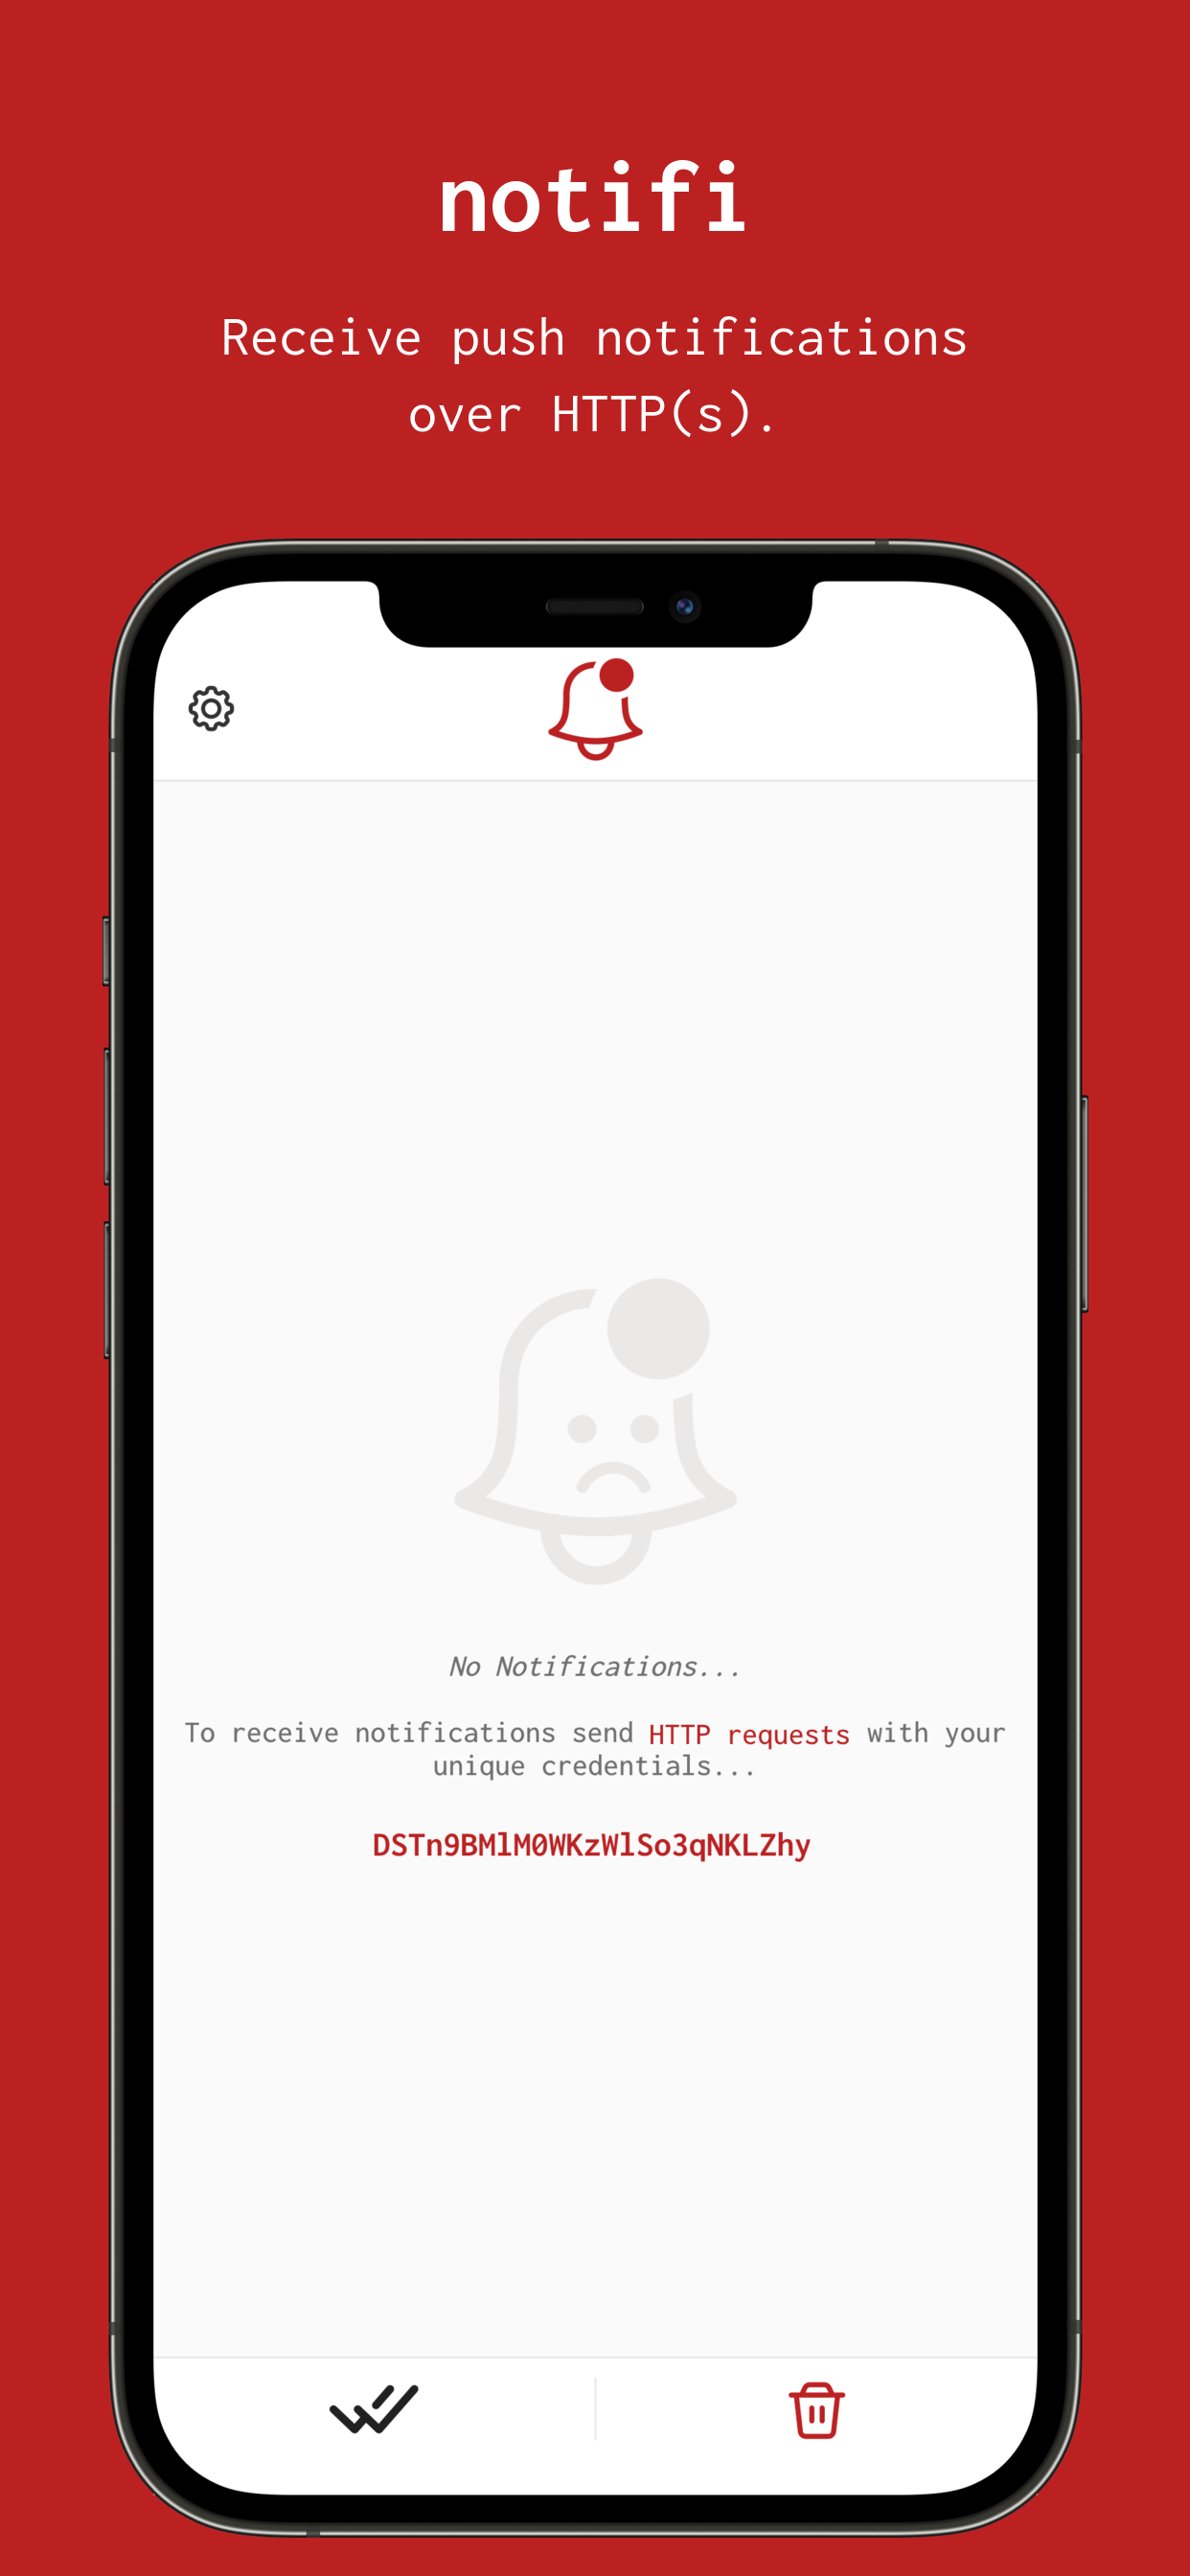 notifi
Receive push notifications
over HTTP(s).
No Notifications...
To receive notifications send HTTP requests with your
unique credentials...
DSTn9BMlM0WKzWlSo3qNKLZhy